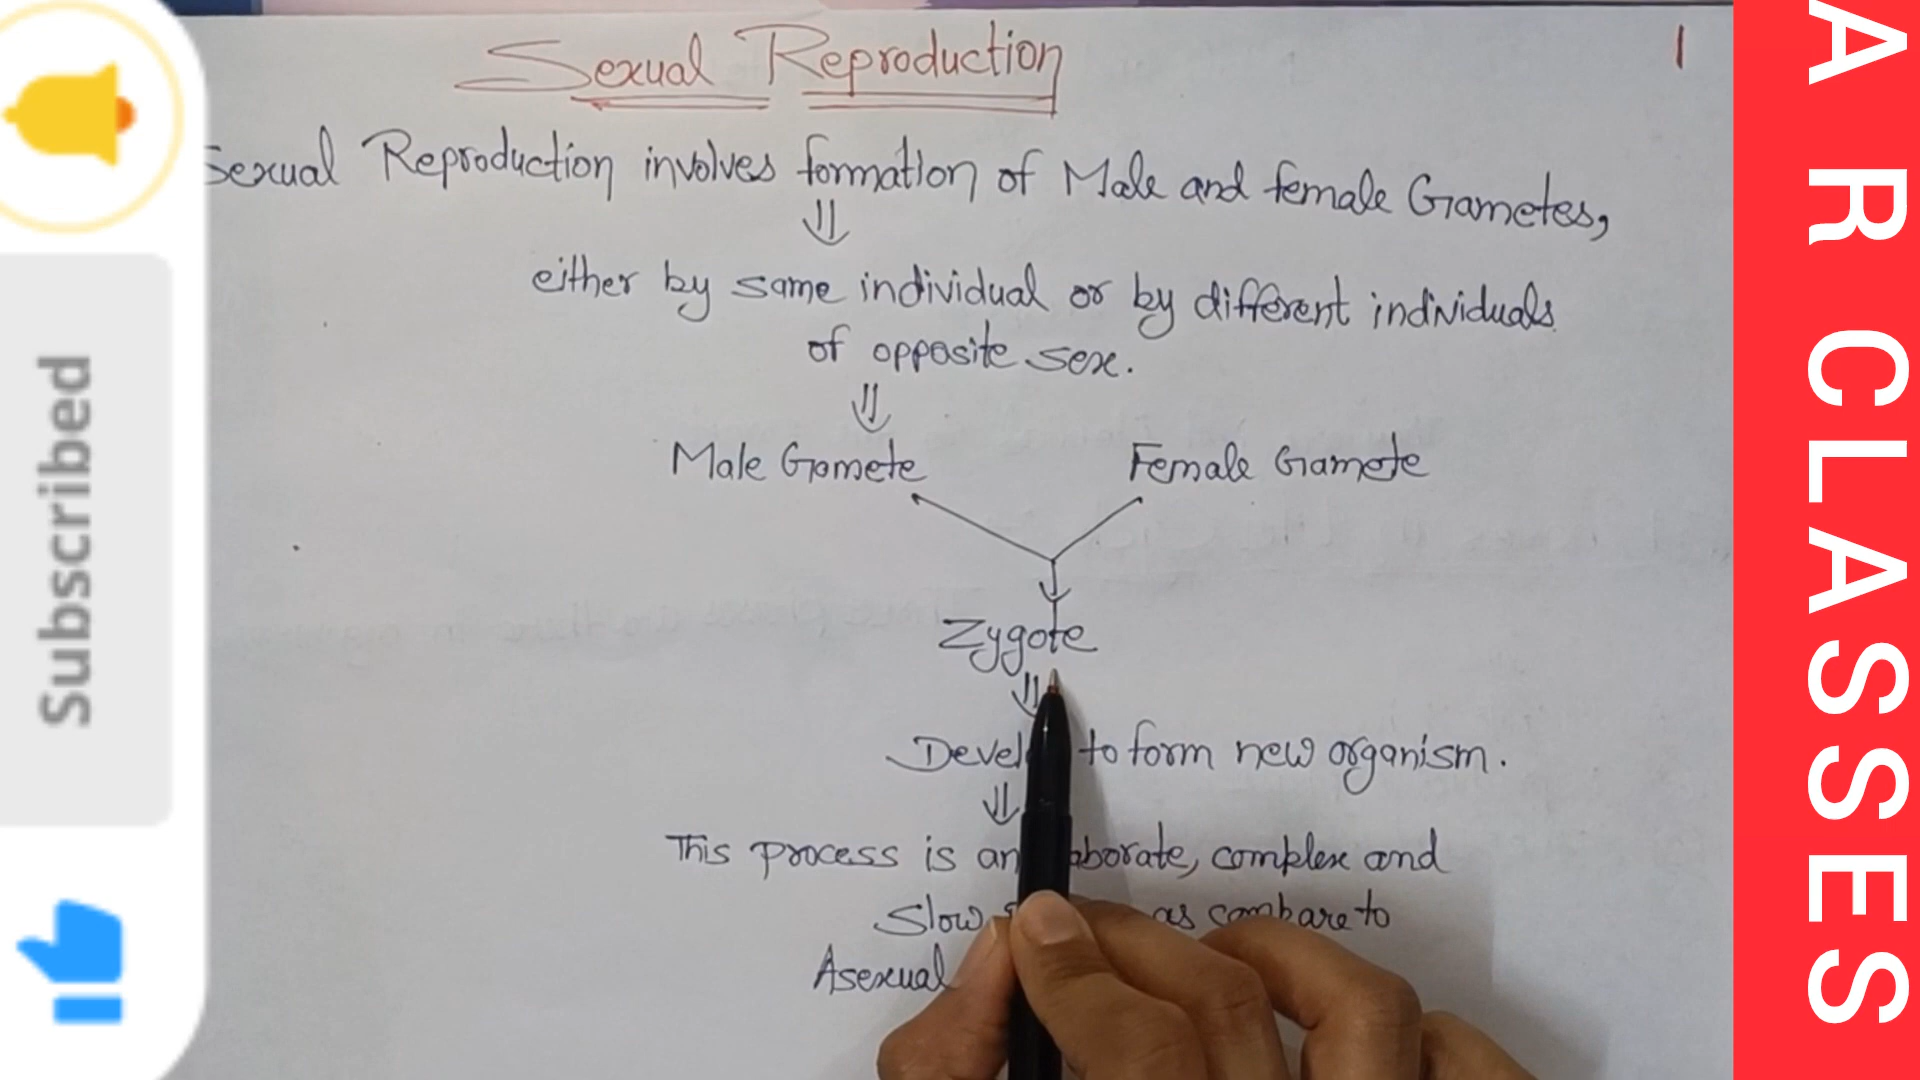 Sexual Reproduction
1
Sexual Reproduction involves formation of Male and female Gametes,
either by same individual or by different individuals
of opposite sex.
Male Gamete Female Gamete
Zygote
Devel to form new organism.
This process is an aborate, complex and
Slow as compare to
Asexual
Subscribed
A R CLASSES